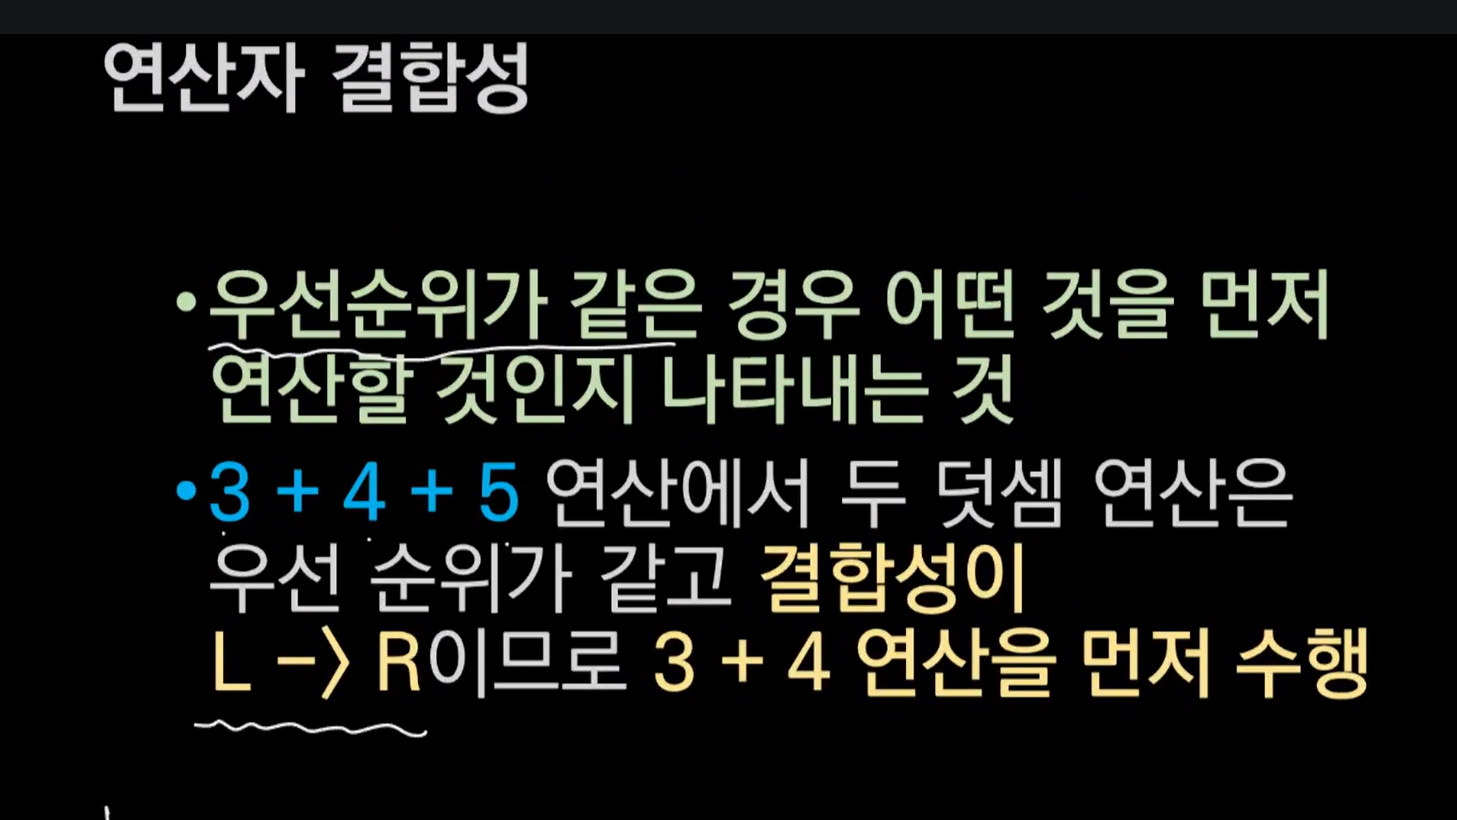 연산자 결합성
•우선순위가 같은 경우 어떤 것을 먼저
연산할 것인지 나타내는 것
•3 + 4 + 5 연산에서 두 덧셈 연산은
우선 순위가 같고 결합성이
L -> R이므로 3 + 4 연산을 먼저 수행